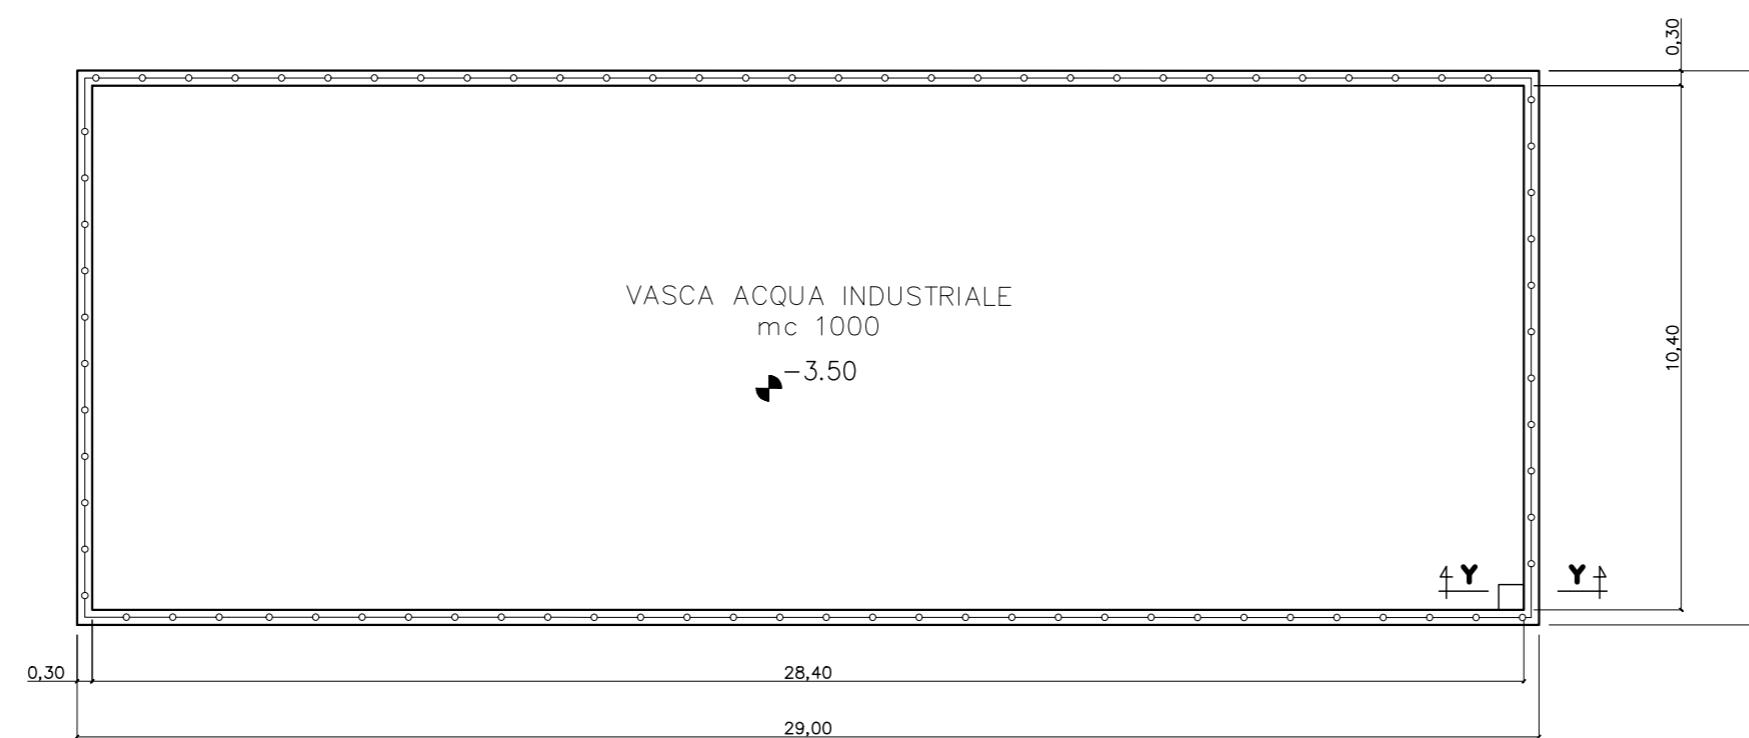 0,30
VASCA ACQUA INDUSTRIALE
mc 1000
-3.50
10,40
Y Y
0,30
28,40
29,00